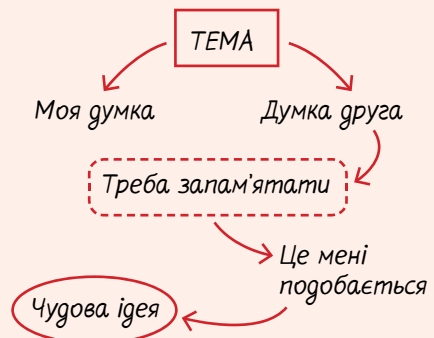 ТЕМА
Моя думка
Думка друга
Треба запам'ятати
Це мені
подобається
Чудова ідея